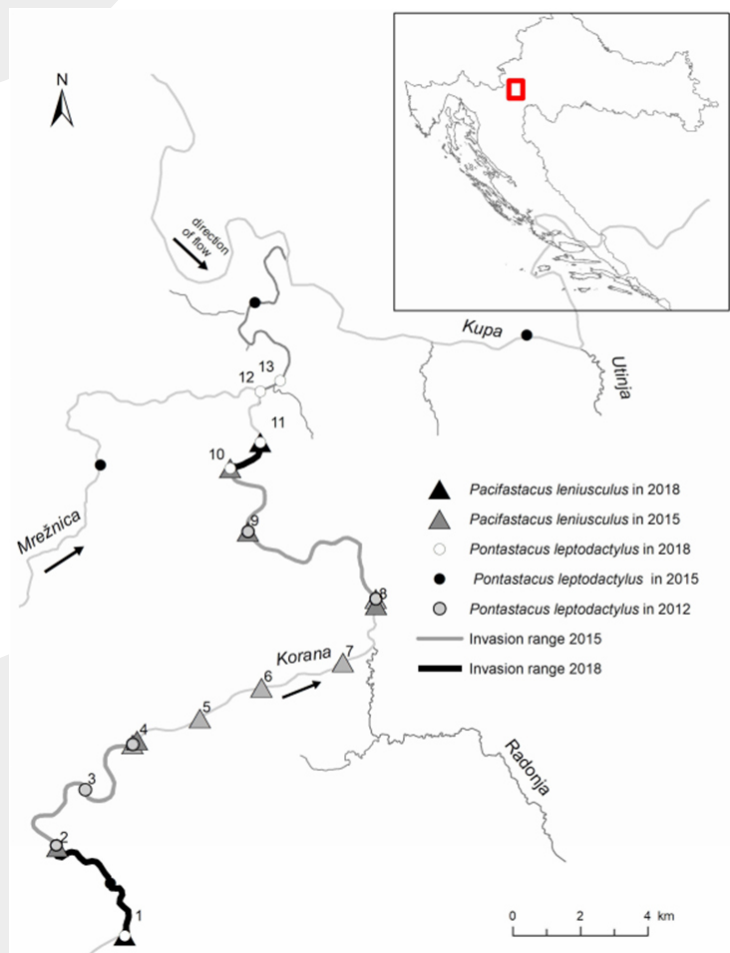 N
direction
of flow
Kupa
Utinja
13
12
11
10
9
8
Mrežnica
Pacifastacus leniusculus in 2018
Pacifastacus leniusculus in 2015
Pontastacus leptodactylus in 2018
Pontastacus leptodactylus in 2015
Pontastacus leptodactylus in 2012
Invasion range 2015
Invasion range 2018
Korana
7
6
5
4
3
2
1
Radonja
0 2 4 km